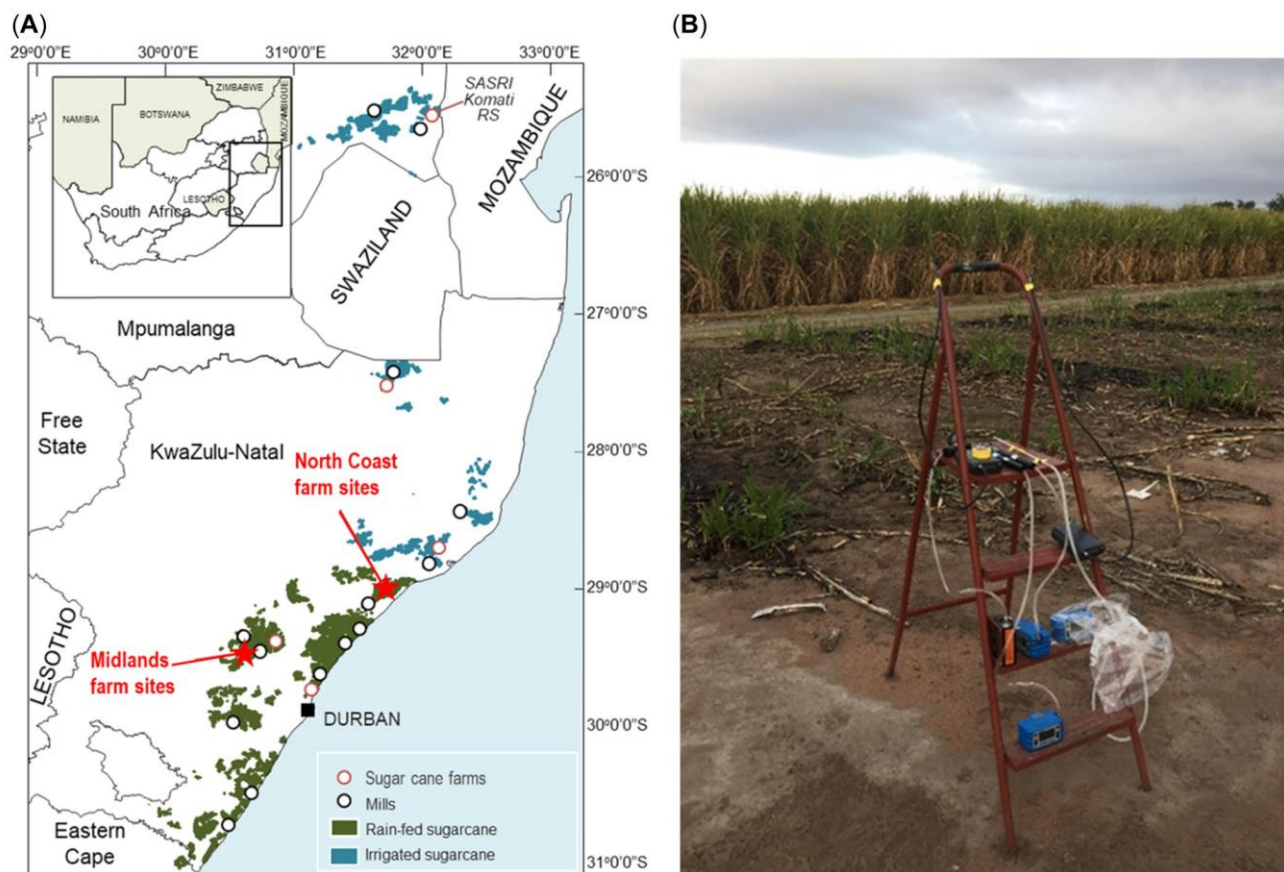 (A)
29°0'0"E 30°0'0"E 31°0'0"E 32°0'0"E 33°0'0"E
ZIMBABWE
NAMIBIA
BOTSWANA
MOZAMBIQUE
LESOTHO
South Africa
SASRI
Komati
RS
MOZAMBIQUE
26°0'0"S
SWAZILAND
27°0'0"S
Mpumalanga
Free
State
KwaZulu-Natal
28°0'0"S
North Coast
farm sites
29°0'0"S
LESOTHO
Midlands
farm sites
DURBAN
30°0'0"S
Sugar cane farms
Mills
Rain-fed sugarcane
Irrigated sugarcane
Eastern
Cape
31°0'0"S
(B)